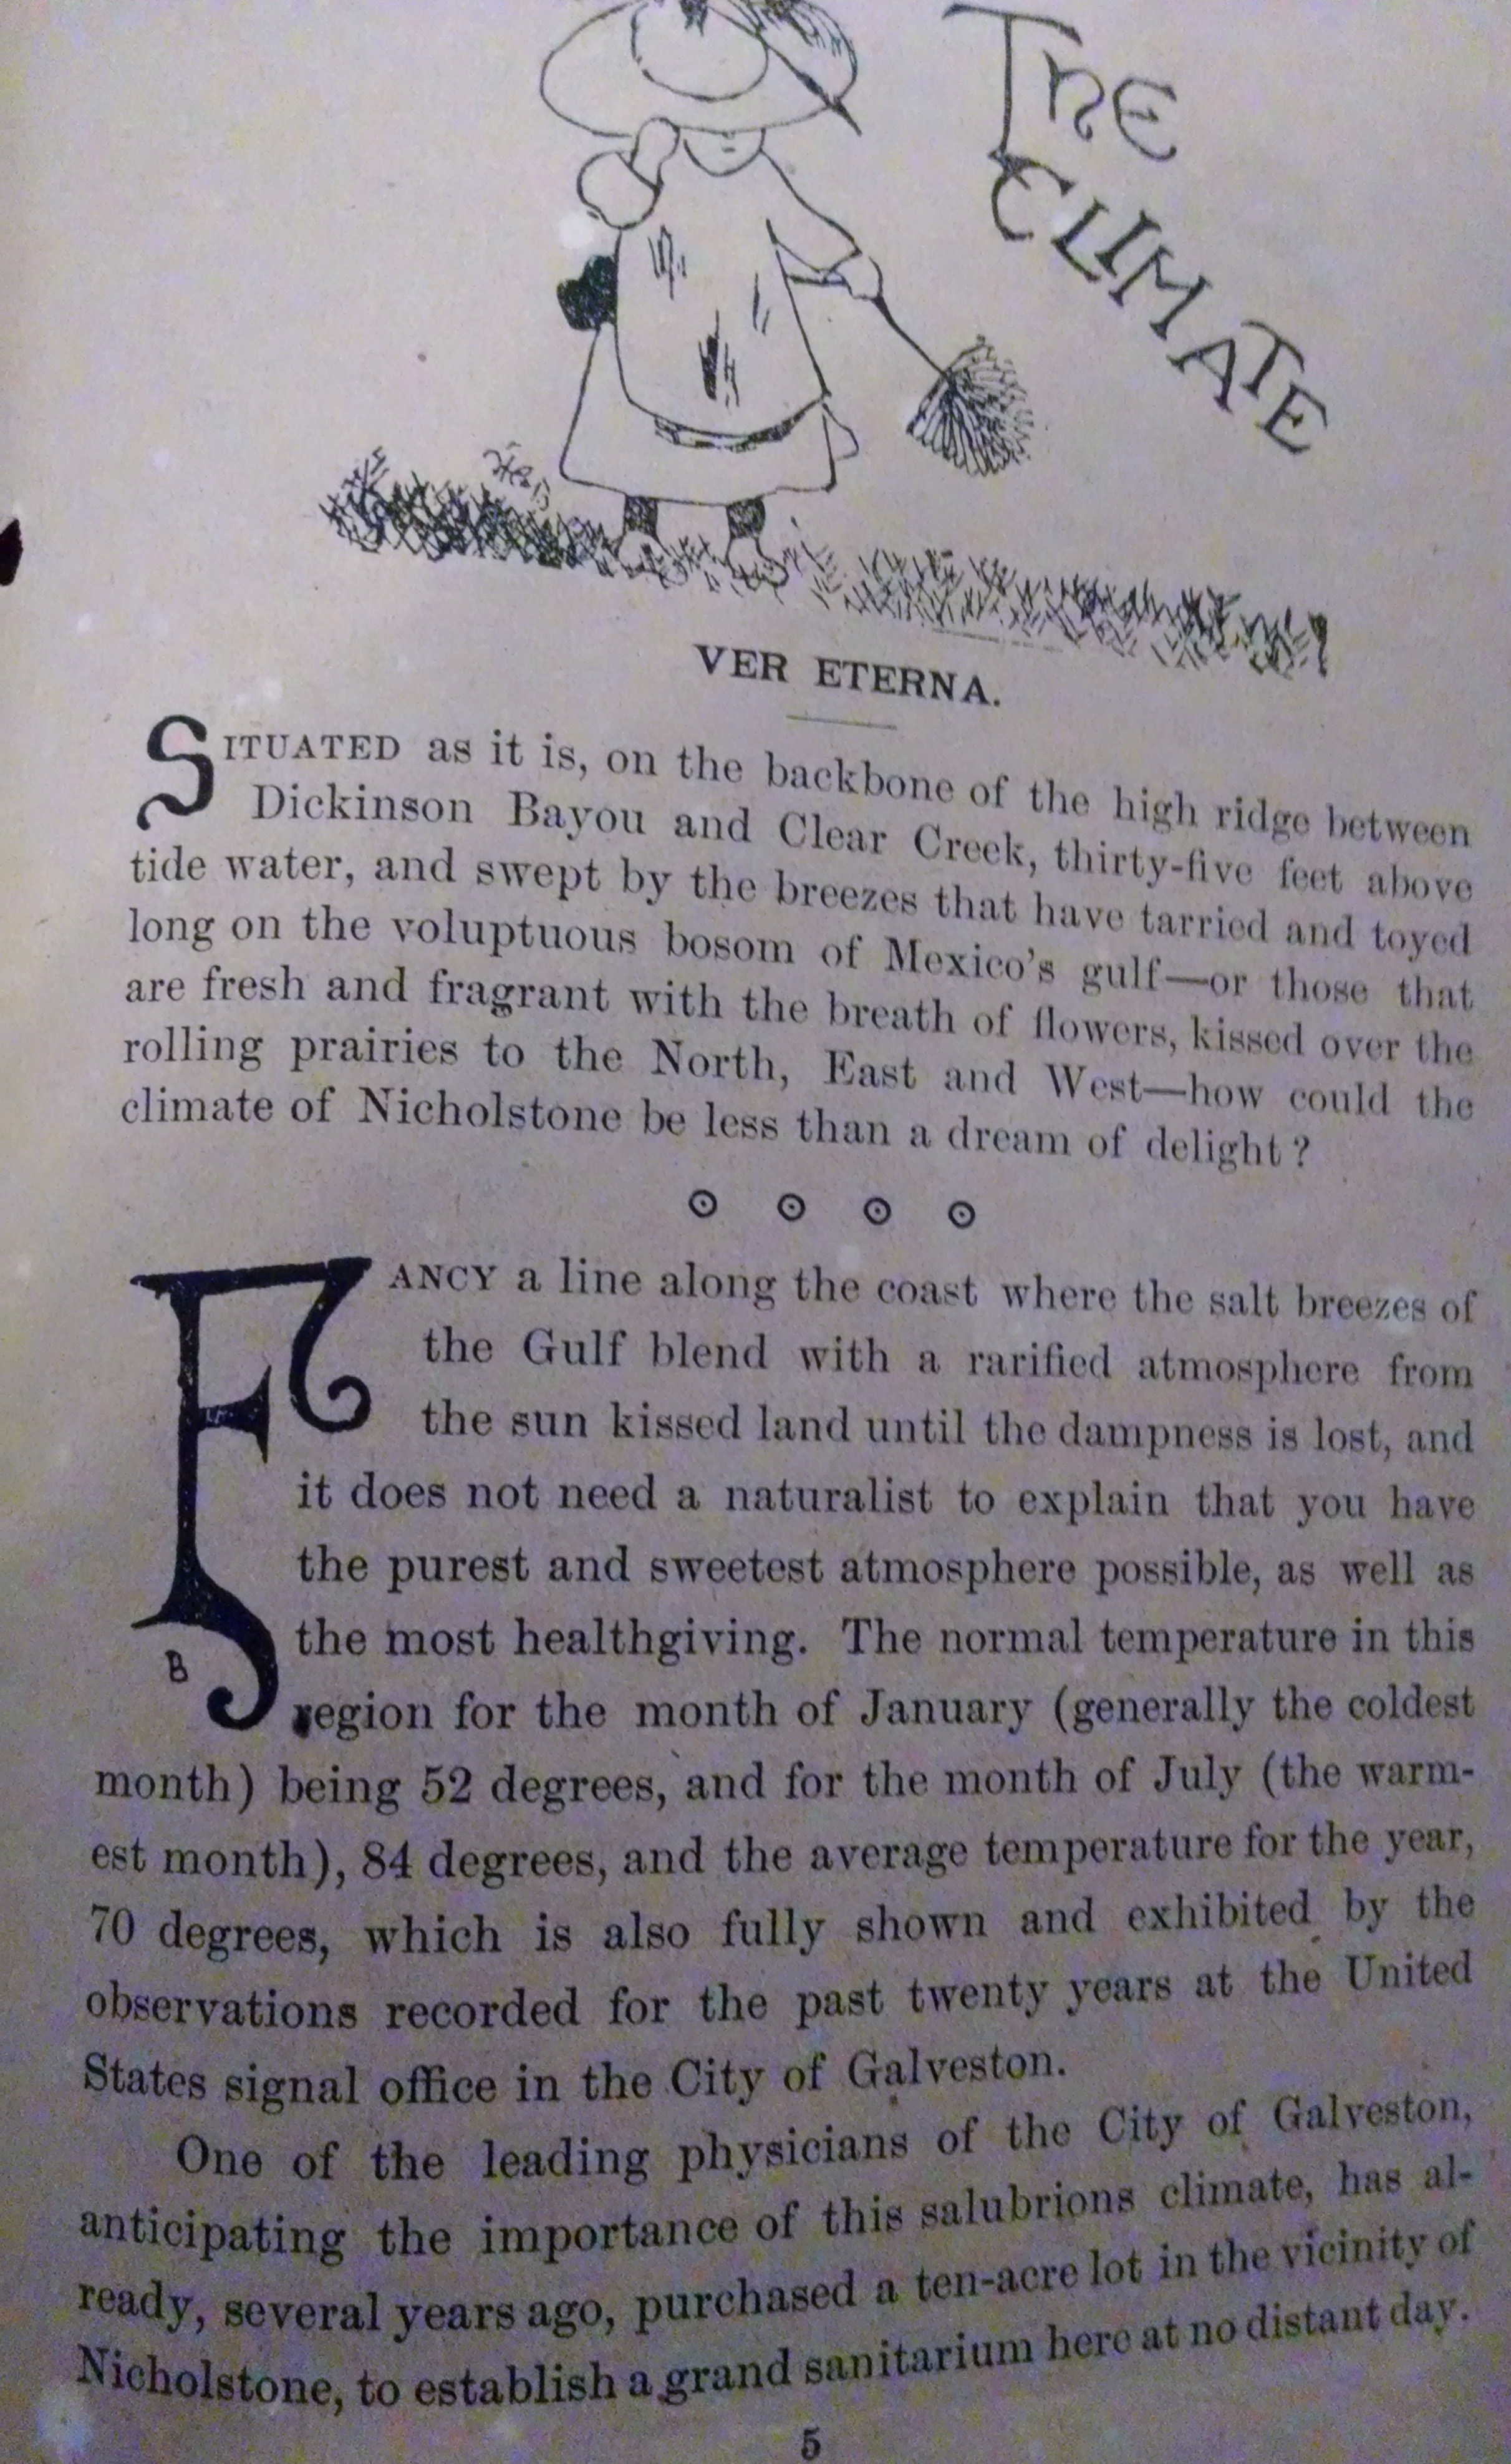 THE
CLIMATE
VER ETERNA.
SITUATED as it is, on the backbone of the high ridge between
Dickinson Bayou and Clear Creek, thirty-five feet above
tide water, and swept by the breezes that have tarried and toyed
long on the voluptuous bosom of Mexico's gulf—or those that
are fresh and fragrant with the breath of flowers, kissed over the
rolling prairies to the North, East and West—how could the
climate of Nicholstone be less than a dream of delight?
FANCY a line along the coast where the salt breezes of
the Gulf blend with a rarified atmosphere from
the sun kissed land until the dampness is lost, and
it does not need a naturalist to explain that you have
the purest and sweetest atmosphere possible, as well as
the most healthgiving. The normal temperature in this
B
region for the month of January (generally the coldest
month) being 52 degrees, and for the month of July (the warm-
est month), 84 degrees, and the average temperature for the year,
70 degrees, which is also fully shown and exhibited by the
observations recorded for the past twenty years at the United
States signal office in the City of Galveston.
One of the leading physicians of the City of Galveston,
anticipating the importance of this salubrions climate, has al-
ready, several years ago, purchased a ten-acre lot in the vicinity of
Nicholstone, to establish a grand sanitarium here at no distant day.
5